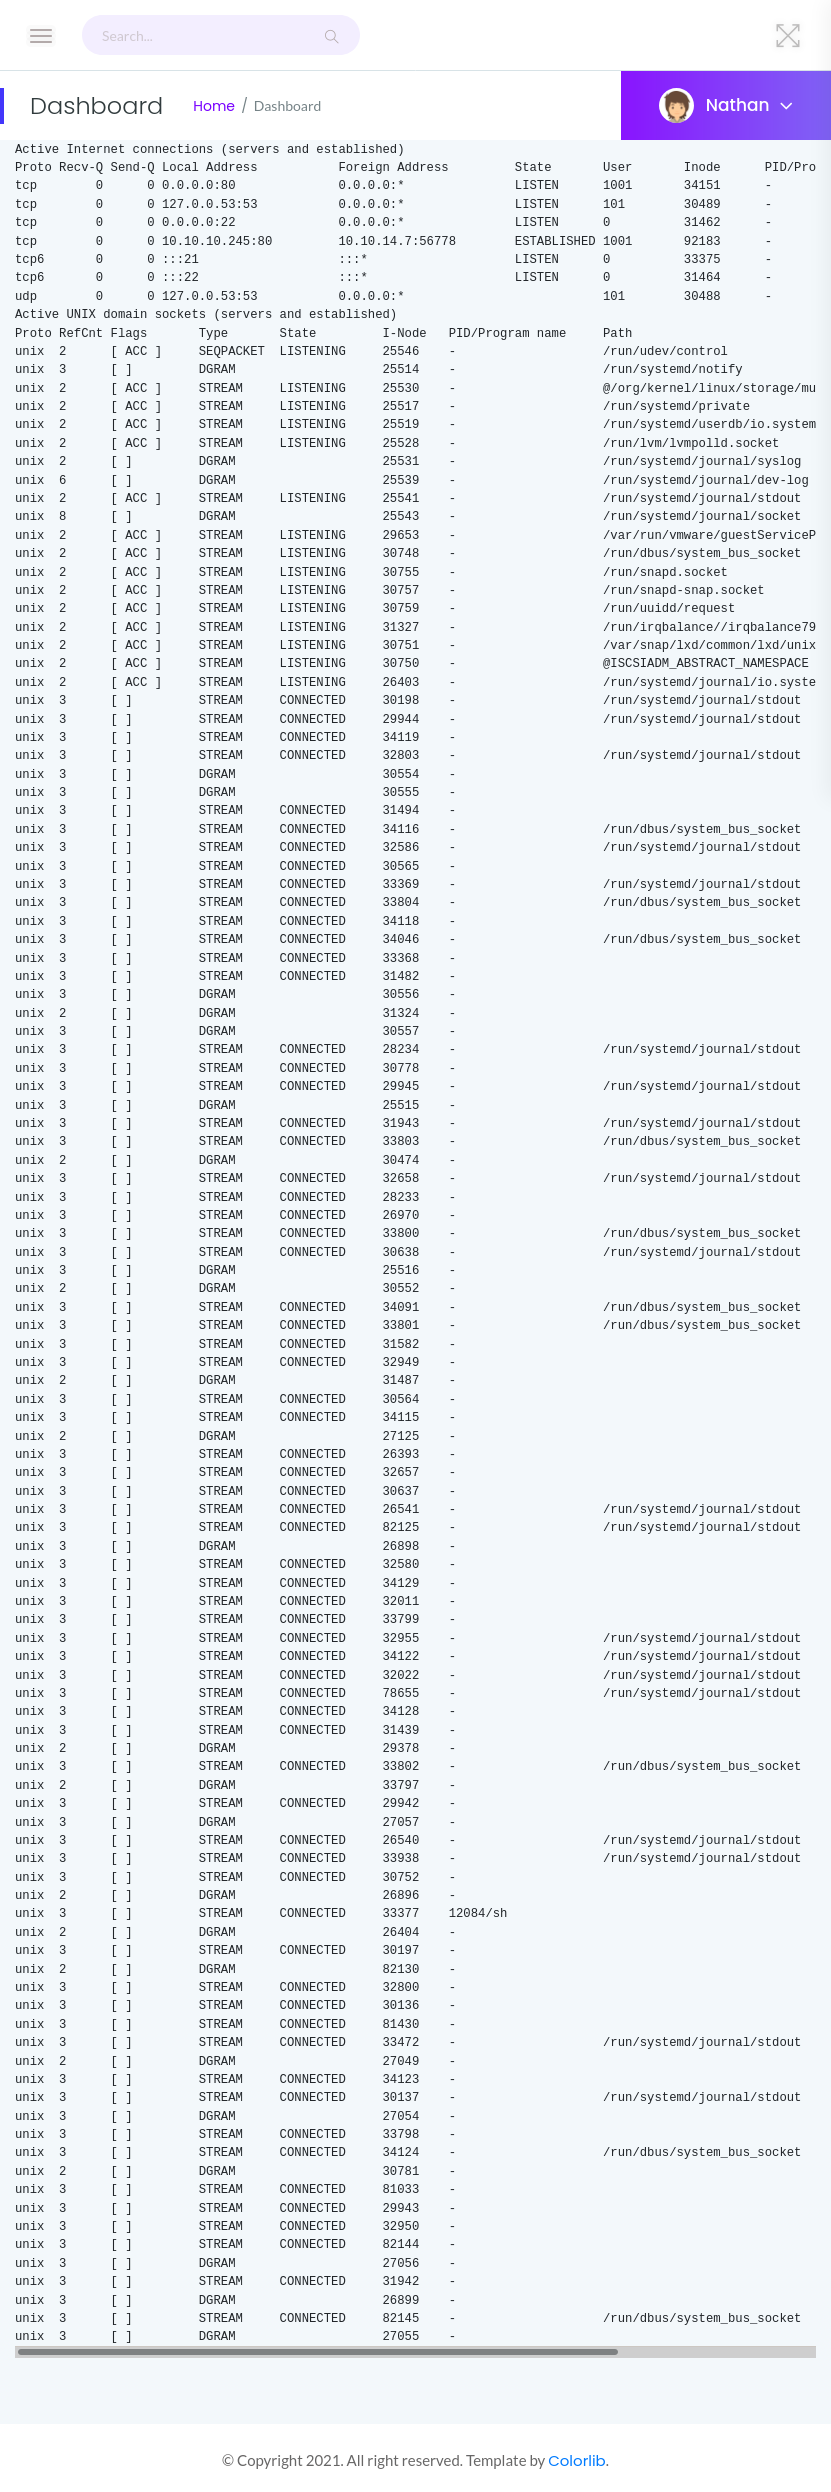 Search...
Dashboard
Home / Dashboard
Nathan
Active Internet connections (servers and established)
Proto Recv-Q Send-Q Local Address           Foreign Address         State       User       Inode      PID/Pro
tcp        0      0 0.0.0.0:80              0.0.0.0:*               LISTEN      1001       34151      -
tcp        0      0 127.0.0.53:53           0.0.0.0:*               LISTEN      101        30489      -
tcp        0      0 0.0.0.0:22              0.0.0.0:*               LISTEN      0          31462      -
tcp        0      0 10.10.10.245:80         10.10.14.7:56778        ESTABLISHED 1001       92183      -
tcp6       0      0 :::21                   :::*                    LISTEN      0          33375      -
tcp6       0      0 :::22                   :::*                    LISTEN      0          31464      -
udp        0      0 127.0.0.53:53           0.0.0.0:*                           101        30488      -
Active UNIX domain sockets (servers and established)
Proto RefCnt Flags       Type       State         I-Node   PID/Program name     Path
unix  2      [ ACC ]     SEQPACKET  LISTENING     25546    -                    /run/udev/control
unix  3      [ ]         DGRAM                    25514    -                    /run/systemd/notify
unix  2      [ ACC ]     STREAM     LISTENING     25530    -                    @/org/kernel/linux/storage/mu
unix  2      [ ACC ]     STREAM     LISTENING     25517    -                    /run/systemd/private
unix  2      [ ACC ]     STREAM     LISTENING     25519    -                    /run/systemd/userdb/io.system
unix  2      [ ACC ]     STREAM     LISTENING     25528    -                    /run/lvm/lvmpolld.socket
unix  2      [ ]         DGRAM                    25531    -                    /run/systemd/journal/syslog
unix  6      [ ]         DGRAM                    25539    -                    /run/systemd/journal/dev-log
unix  2      [ ACC ]     STREAM     LISTENING     25541    -                    /run/systemd/journal/stdout
unix  8      [ ]         DGRAM                    25543    -                    /run/systemd/journal/socket
unix  2      [ ACC ]     STREAM     LISTENING     29653    -                    /var/run/vmware/guestServiceP
unix  2      [ ACC ]     STREAM     LISTENING     30748    -                    /run/dbus/system_bus_socket
unix  2      [ ACC ]     STREAM     LISTENING     30755    -                    /run/snapd.socket
unix  2      [ ACC ]     STREAM     LISTENING     30757    -                    /run/snapd-snap.socket
unix  2      [ ACC ]     STREAM     LISTENING     30759    -                    /run/uuidd/request
unix  2      [ ACC ]     STREAM     LISTENING     31327    -                    /run/irqbalance//irqbalance79
unix  2      [ ACC ]     STREAM     LISTENING     30751    -                    /var/snap/lxd/common/lxd/unix
unix  2      [ ACC ]     STREAM     LISTENING     30750    -                    @ISCSIADM_ABSTRACT_NAMESPACE
unix  2      [ ACC ]     STREAM     LISTENING     26403    -                    /run/systemd/journal/io.syste
unix  3      [ ]         STREAM     CONNECTED     30198    -                    /run/systemd/journal/stdout
unix  3      [ ]         STREAM     CONNECTED     29944    -                    /run/systemd/journal/stdout
unix  3      [ ]         STREAM     CONNECTED     34119    -
unix  3      [ ]         STREAM     CONNECTED     32803    -                    /run/systemd/journal/stdout
unix  3      [ ]         DGRAM                    30554    -
unix  3      [ ]         DGRAM                    30555    -
unix  3      [ ]         STREAM     CONNECTED     31494    -
unix  3      [ ]         STREAM     CONNECTED     34116    -                    /run/dbus/system_bus_socket
unix  3      [ ]         STREAM     CONNECTED     32586    -                    /run/systemd/journal/stdout
unix  3      [ ]         STREAM     CONNECTED     30565    -
unix  3      [ ]         STREAM     CONNECTED     33369    -                    /run/systemd/journal/stdout
unix  3      [ ]         STREAM     CONNECTED     33804    -                    /run/dbus/system_bus_socket
unix  3      [ ]         STREAM     CONNECTED     34118    -
unix  3      [ ]         STREAM     CONNECTED     34046    -                    /run/dbus/system_bus_socket
unix  3      [ ]         STREAM     CONNECTED     33368    -
unix  3      [ ]         STREAM     CONNECTED     31482    -
unix  3      [ ]         DGRAM                    30556    -
unix  2      [ ]         DGRAM                    31324    -
unix  3      [ ]         DGRAM                    30557    -
unix  3      [ ]         STREAM     CONNECTED     28234    -                    /run/systemd/journal/stdout
unix  3      [ ]         STREAM     CONNECTED     30778    -
unix  3      [ ]         STREAM     CONNECTED     29945    -                    /run/systemd/journal/stdout
unix  3      [ ]         DGRAM                    25515    -
unix  3      [ ]         STREAM     CONNECTED     31943    -                    /run/systemd/journal/stdout
unix  3      [ ]         STREAM     CONNECTED     33803    -                    /run/dbus/system_bus_socket
unix  2      [ ]         DGRAM                    30474    -
unix  3      [ ]         STREAM     CONNECTED     32658    -                    /run/systemd/journal/stdout
unix  3      [ ]         STREAM     CONNECTED     28233    -
unix  3      [ ]         STREAM     CONNECTED     26970    -
unix  3      [ ]         STREAM     CONNECTED     33800    -                    /run/dbus/system_bus_socket
unix  3      [ ]         STREAM     CONNECTED     30638    -                    /run/systemd/journal/stdout
unix  3      [ ]         DGRAM                    25516    -
unix  2      [ ]         DGRAM                    30552    -
unix  3      [ ]         STREAM     CONNECTED     34091    -                    /run/dbus/system_bus_socket
unix  3      [ ]         STREAM     CONNECTED     33801    -                    /run/dbus/system_bus_socket
unix  3      [ ]         STREAM     CONNECTED     31582    -
unix  3      [ ]         STREAM     CONNECTED     32949    -
unix  2      [ ]         DGRAM                    31487    -
unix  3      [ ]         STREAM     CONNECTED     30564    -
unix  3      [ ]         STREAM     CONNECTED     34115    -
unix  2      [ ]         DGRAM                    27125    -
unix  3      [ ]         STREAM     CONNECTED     26393    -
unix  3      [ ]         STREAM     CONNECTED     32657    -
unix  3      [ ]         STREAM     CONNECTED     30637    -
unix  3      [ ]         STREAM     CONNECTED     26541    -                    /run/systemd/journal/stdout
unix  3      [ ]         STREAM     CONNECTED     82125    -                    /run/systemd/journal/stdout
unix  3      [ ]         DGRAM                    26898    -
unix  3      [ ]         STREAM     CONNECTED     32580    -
unix  3      [ ]         STREAM     CONNECTED     34129    -
unix  3      [ ]         STREAM     CONNECTED     32011    -
unix  3      [ ]         STREAM     CONNECTED     33799    -
unix  3      [ ]         STREAM     CONNECTED     32955    -                    /run/systemd/journal/stdout
unix  3      [ ]         STREAM     CONNECTED     34122    -                    /run/systemd/journal/stdout
unix  3      [ ]         STREAM     CONNECTED     32022    -                    /run/systemd/journal/stdout
unix  3      [ ]         STREAM     CONNECTED     78655    -                    /run/systemd/journal/stdout
unix  3      [ ]         STREAM     CONNECTED     34128    -
unix  3      [ ]         STREAM     CONNECTED     31439    -
unix  2      [ ]         DGRAM                    29378    -
unix  3      [ ]         STREAM     CONNECTED     33802    -                    /run/dbus/system_bus_socket
unix  2      [ ]         DGRAM                    33797    -
unix  3      [ ]         STREAM     CONNECTED     29942    -
unix  3      [ ]         DGRAM                    27057    -
unix  3      [ ]         STREAM     CONNECTED     26540    -                    /run/systemd/journal/stdout
unix  3      [ ]         STREAM     CONNECTED     33938    -                    /run/systemd/journal/stdout
unix  3      [ ]         STREAM     CONNECTED     30752    -
unix  2      [ ]         DGRAM                    26896    -
unix  3      [ ]         STREAM     CONNECTED     33377    12084/sh
unix  2      [ ]         DGRAM                    26404    -
unix  3      [ ]         STREAM     CONNECTED     30197    -
unix  2      [ ]         DGRAM                    82130    -
unix  3      [ ]         STREAM     CONNECTED     32800    -
unix  3      [ ]         STREAM     CONNECTED     30136    -
unix  3      [ ]         STREAM     CONNECTED     81430    -
unix  3      [ ]         STREAM     CONNECTED     33472    -                    /run/systemd/journal/stdout
unix  2      [ ]         DGRAM                    27049    -
unix  3      [ ]         STREAM     CONNECTED     34123    -
unix  3      [ ]         STREAM     CONNECTED     30137    -                    /run/systemd/journal/stdout
unix  3      [ ]         DGRAM                    27054    -
unix  3      [ ]         STREAM     CONNECTED     33798    -
unix  3      [ ]         STREAM     CONNECTED     34124    -                    /run/dbus/system_bus_socket
unix  2      [ ]         DGRAM                    30781    -
unix  3      [ ]         STREAM     CONNECTED     81033    -
unix  3      [ ]         STREAM     CONNECTED     29943    -
unix  3      [ ]         STREAM     CONNECTED     32950    -
unix  3      [ ]         STREAM     CONNECTED     82144    -
unix  3      [ ]         DGRAM                    27056    -
unix  3      [ ]         STREAM     CONNECTED     31942    -
unix  3      [ ]         DGRAM                    26899    -
unix  3      [ ]         STREAM     CONNECTED     82145    -                    /run/dbus/system_bus_socket
unix  3      [ ]         DGRAM                    27055    -
© Copyright 2021. All right reserved. Template by Colorlib.